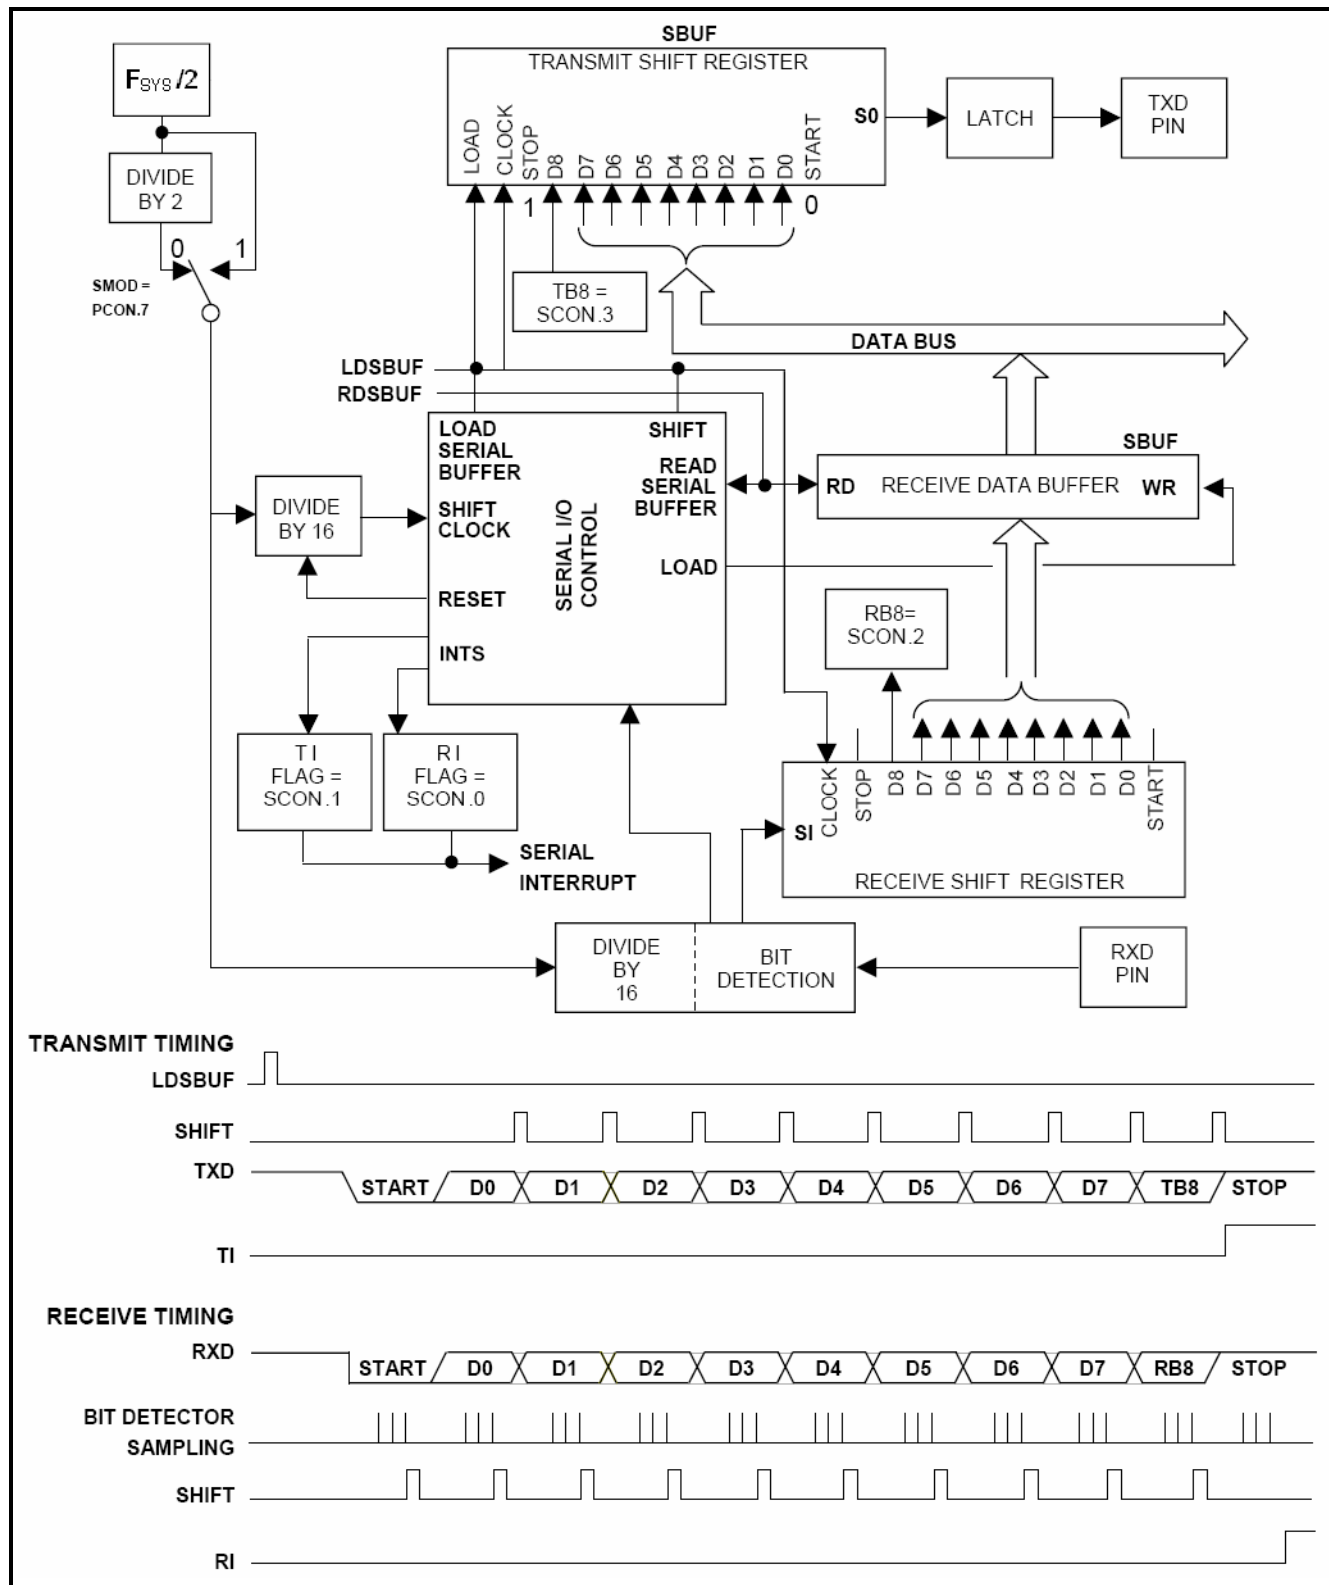 SBUF
TRANSMIT SHIFT REGISTER
FSYS/2
LOAD
CLOCK
STOP
D8
D7
D6
D5
D4
D3
D2
D1
D0
START
S0
LATCH
TXD
PIN
DIVIDE
BY 2
0
1
1
0
SMOD =
PCON.7
TB8 =
SCON.3
DATA BUS
LDSBUF
RDSBUF
LOAD
SERIAL
BUFFER
SHIFT
READ
SERIAL
BUFFER
SHIFT
CLOCK
SERIAL I/O
CONTROL
LOAD
RESET
INTS
SBUF
RD
RECEIVE DATA BUFFER
WR
DIVIDE
BY 16
RB8=
SCON.2
TI
FLAG =
SCON.1
RI
FLAG =
SCON.0
SERIAL
INTERRUPT
SI
CLOCK
STOP
D8
D7
D6
D5
D4
D3
D2
D1
D0
START
RECEIVE SHIFT REGISTER
DIVIDE
BY
16
BIT
DETECTION
RXD
PIN
TRANSMIT TIMING
LDSBUF
SHIFT
TXD
START D0 D1 D2 D3 D4 D5 D6 D7 TB8 STOP
TI
RECEIVE TIMING
RXD
START D0 D1 D2 D3 D4 D5 D6 D7 RB8 STOP
BIT DETECTOR
SAMPLING
SHIFT
RI